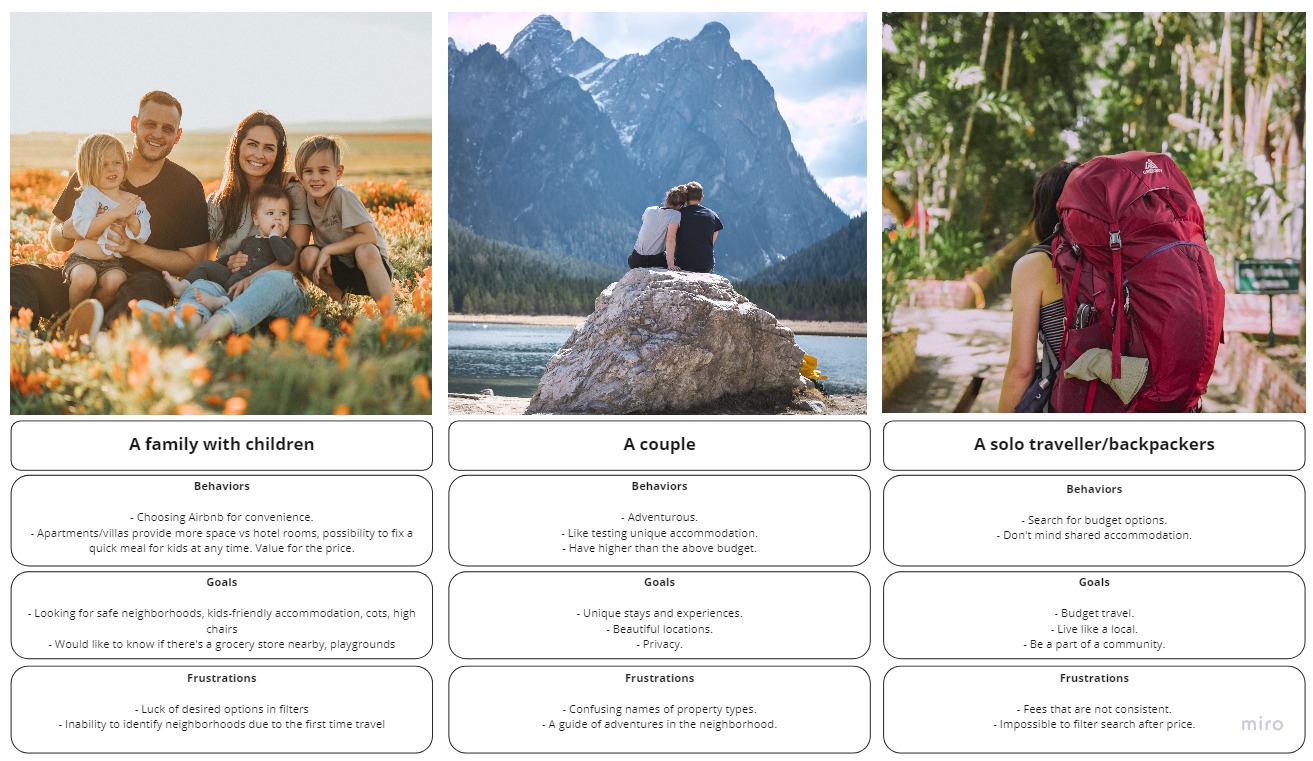 A family with children
Behaviors
- Choosing Airbnb for convenience.
- Apartments/villas provide more space vs hotel rooms, possibility to fix a
quick meal for kids at any time. Value for the price.
Goals
- Looking for safe neighborhoods, kids-friendly accommodation, cots, high
chairs
- Would like to know if there's a grocery store nearby, playgrounds
Frustrations
- Luck of desired options in filters
- Inability to identify neighborhoods due to the first time travel
A couple
Behaviors
- Adventurous.
- Like testing unique accommodation.
- Have higher than the above budget.
Goals
- Unique stays and experiences.
- Beautiful locations.
- Privacy.
Frustrations
- Confusing names of property types.
- A guide of adventures in the neighborhood.
A solo traveller/backpackers
Behaviors
- Search for budget options.
- Don't mind shared accommodation.
Goals
- Budget travel.
- Live like a local.
- Be a part of a community.
Frustrations
- Fees that are not consistent.
- Impossible to filter search after price.
miro